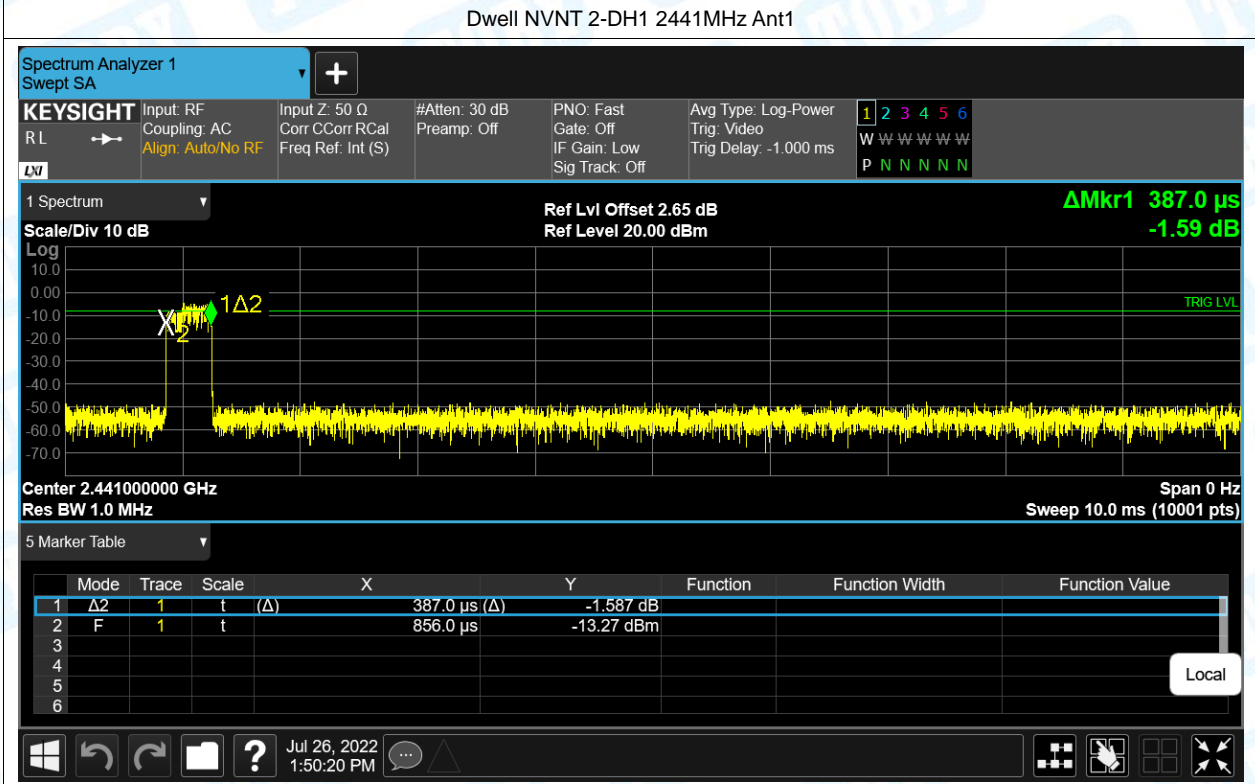 Dwell NVNT 2-DH1 2441MHz Ant1
Spectrum Analyzer 1
Swept SA
+
KEYSIGHT Input: RF Input Z: 50 Ω #Atten: 30 dB PNO: Fast Avg Type: Log-Power 1 2 3 4 5 6
RL Coupling: AC Corr CCorr RCal Preamp: Off Gate: Off Trig: Video W W W W W W
Align: Auto/No RF Freq Ref: Int (S) IF Gain: Low Trig Delay: -1.000 ms
LXI Sig Track: Off P N N N N N
1 Spectrum Ref Lvl Offset 2.65 dB ΔMkr1 387.0 µs
Scale/Div 10 dB Ref Level 20.00 dBm -1.59 dB
Log
10.0
0.00 1Δ2 TRIG LVL
-10.0
-20.0 2
-30.0
-40.0
-50.0
-60.0
-70.0
Center 2.441000000 GHz Span 0 Hz
Res BW 1.0 MHz Sweep 10.0 ms (10001 pts)
5 Marker Table
Mode Trace Scale X Y Function Function Width Function Value
1 Δ2 1 t (Δ) 387.0 µs (Δ) -1.587 dB
2 F 1 t 856.0 µs -13.27 dBm
3
4
5
6
Local
? Jul 26, 2022
1:50:20 PM